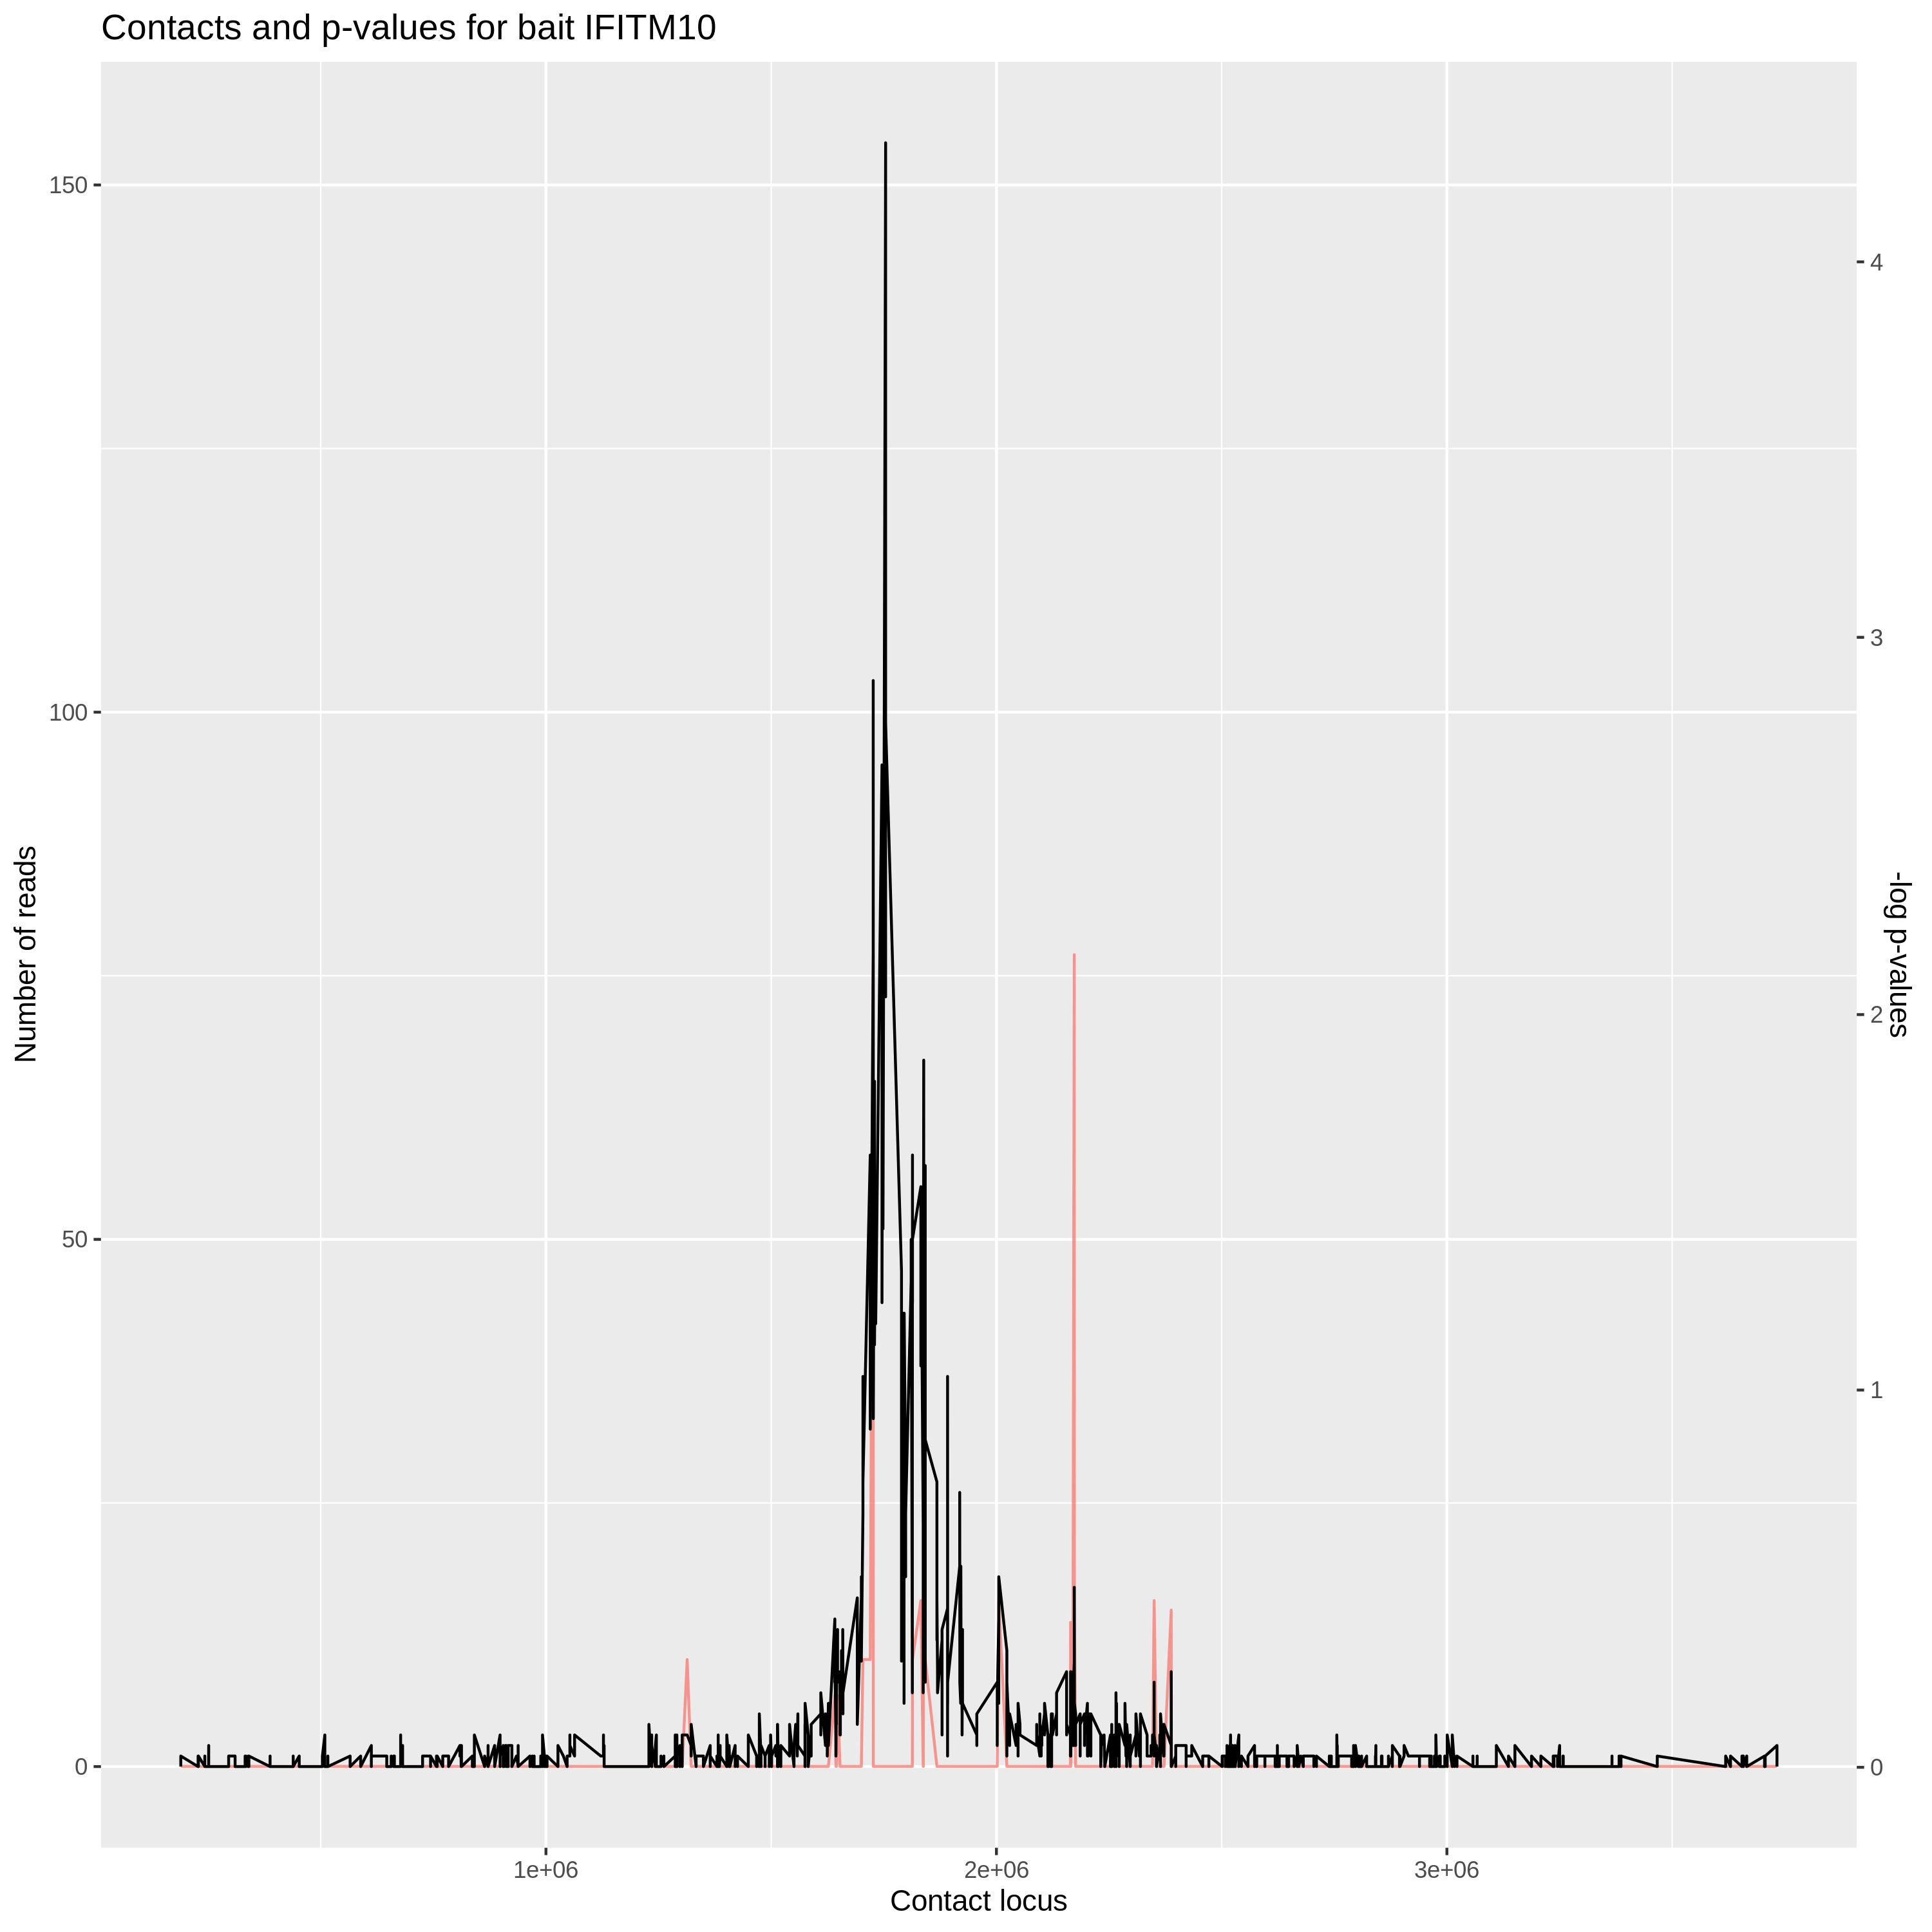 Contacts and p-values for bait IFITM10
150
100
50
0
Number of reads
4
3
2
1
0
-log p-values
1e+06
2e+06
3e+06
Contact locus